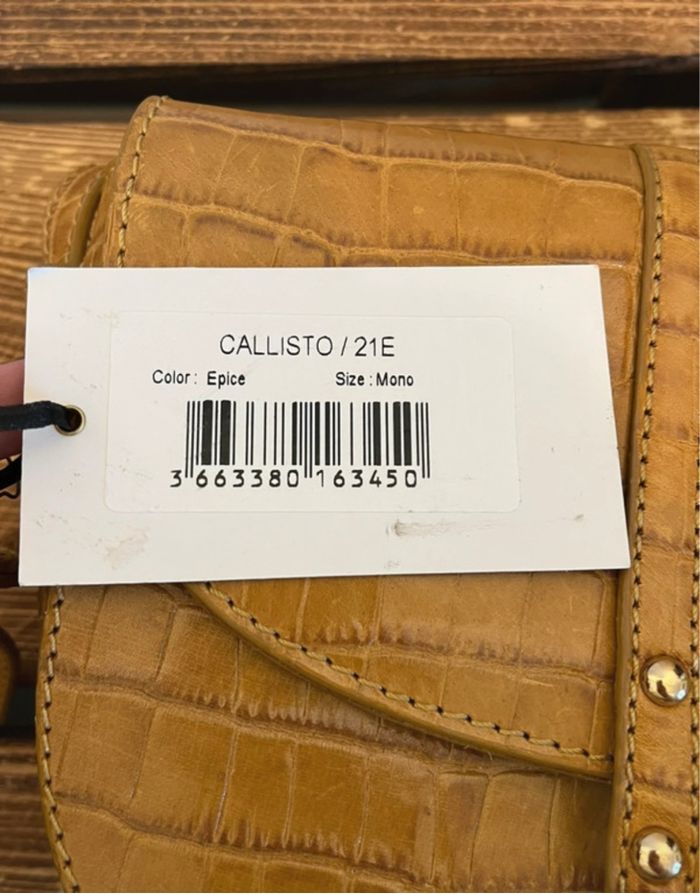 CALLISTO / 21E
Color : Epice Size : Mono
3 663380 163450